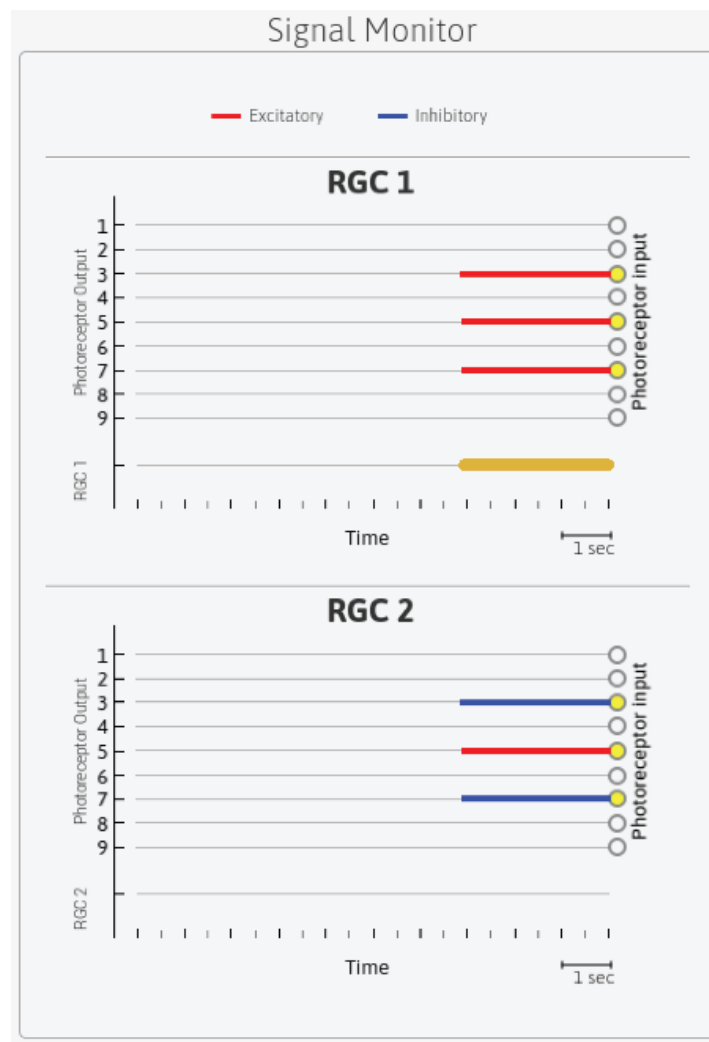 Signal Monitor
Excitatory
Inhibitory
RGC 1
Photoreceptor Output
1
2
3
4
5
6
7
8
9
Photoreceptor input
RGC 1
Time
1 sec
RGC 2
Photoreceptor Output
1
2
3
4
5
6
7
8
9
Photoreceptor input
RGC 2
Time
1 sec